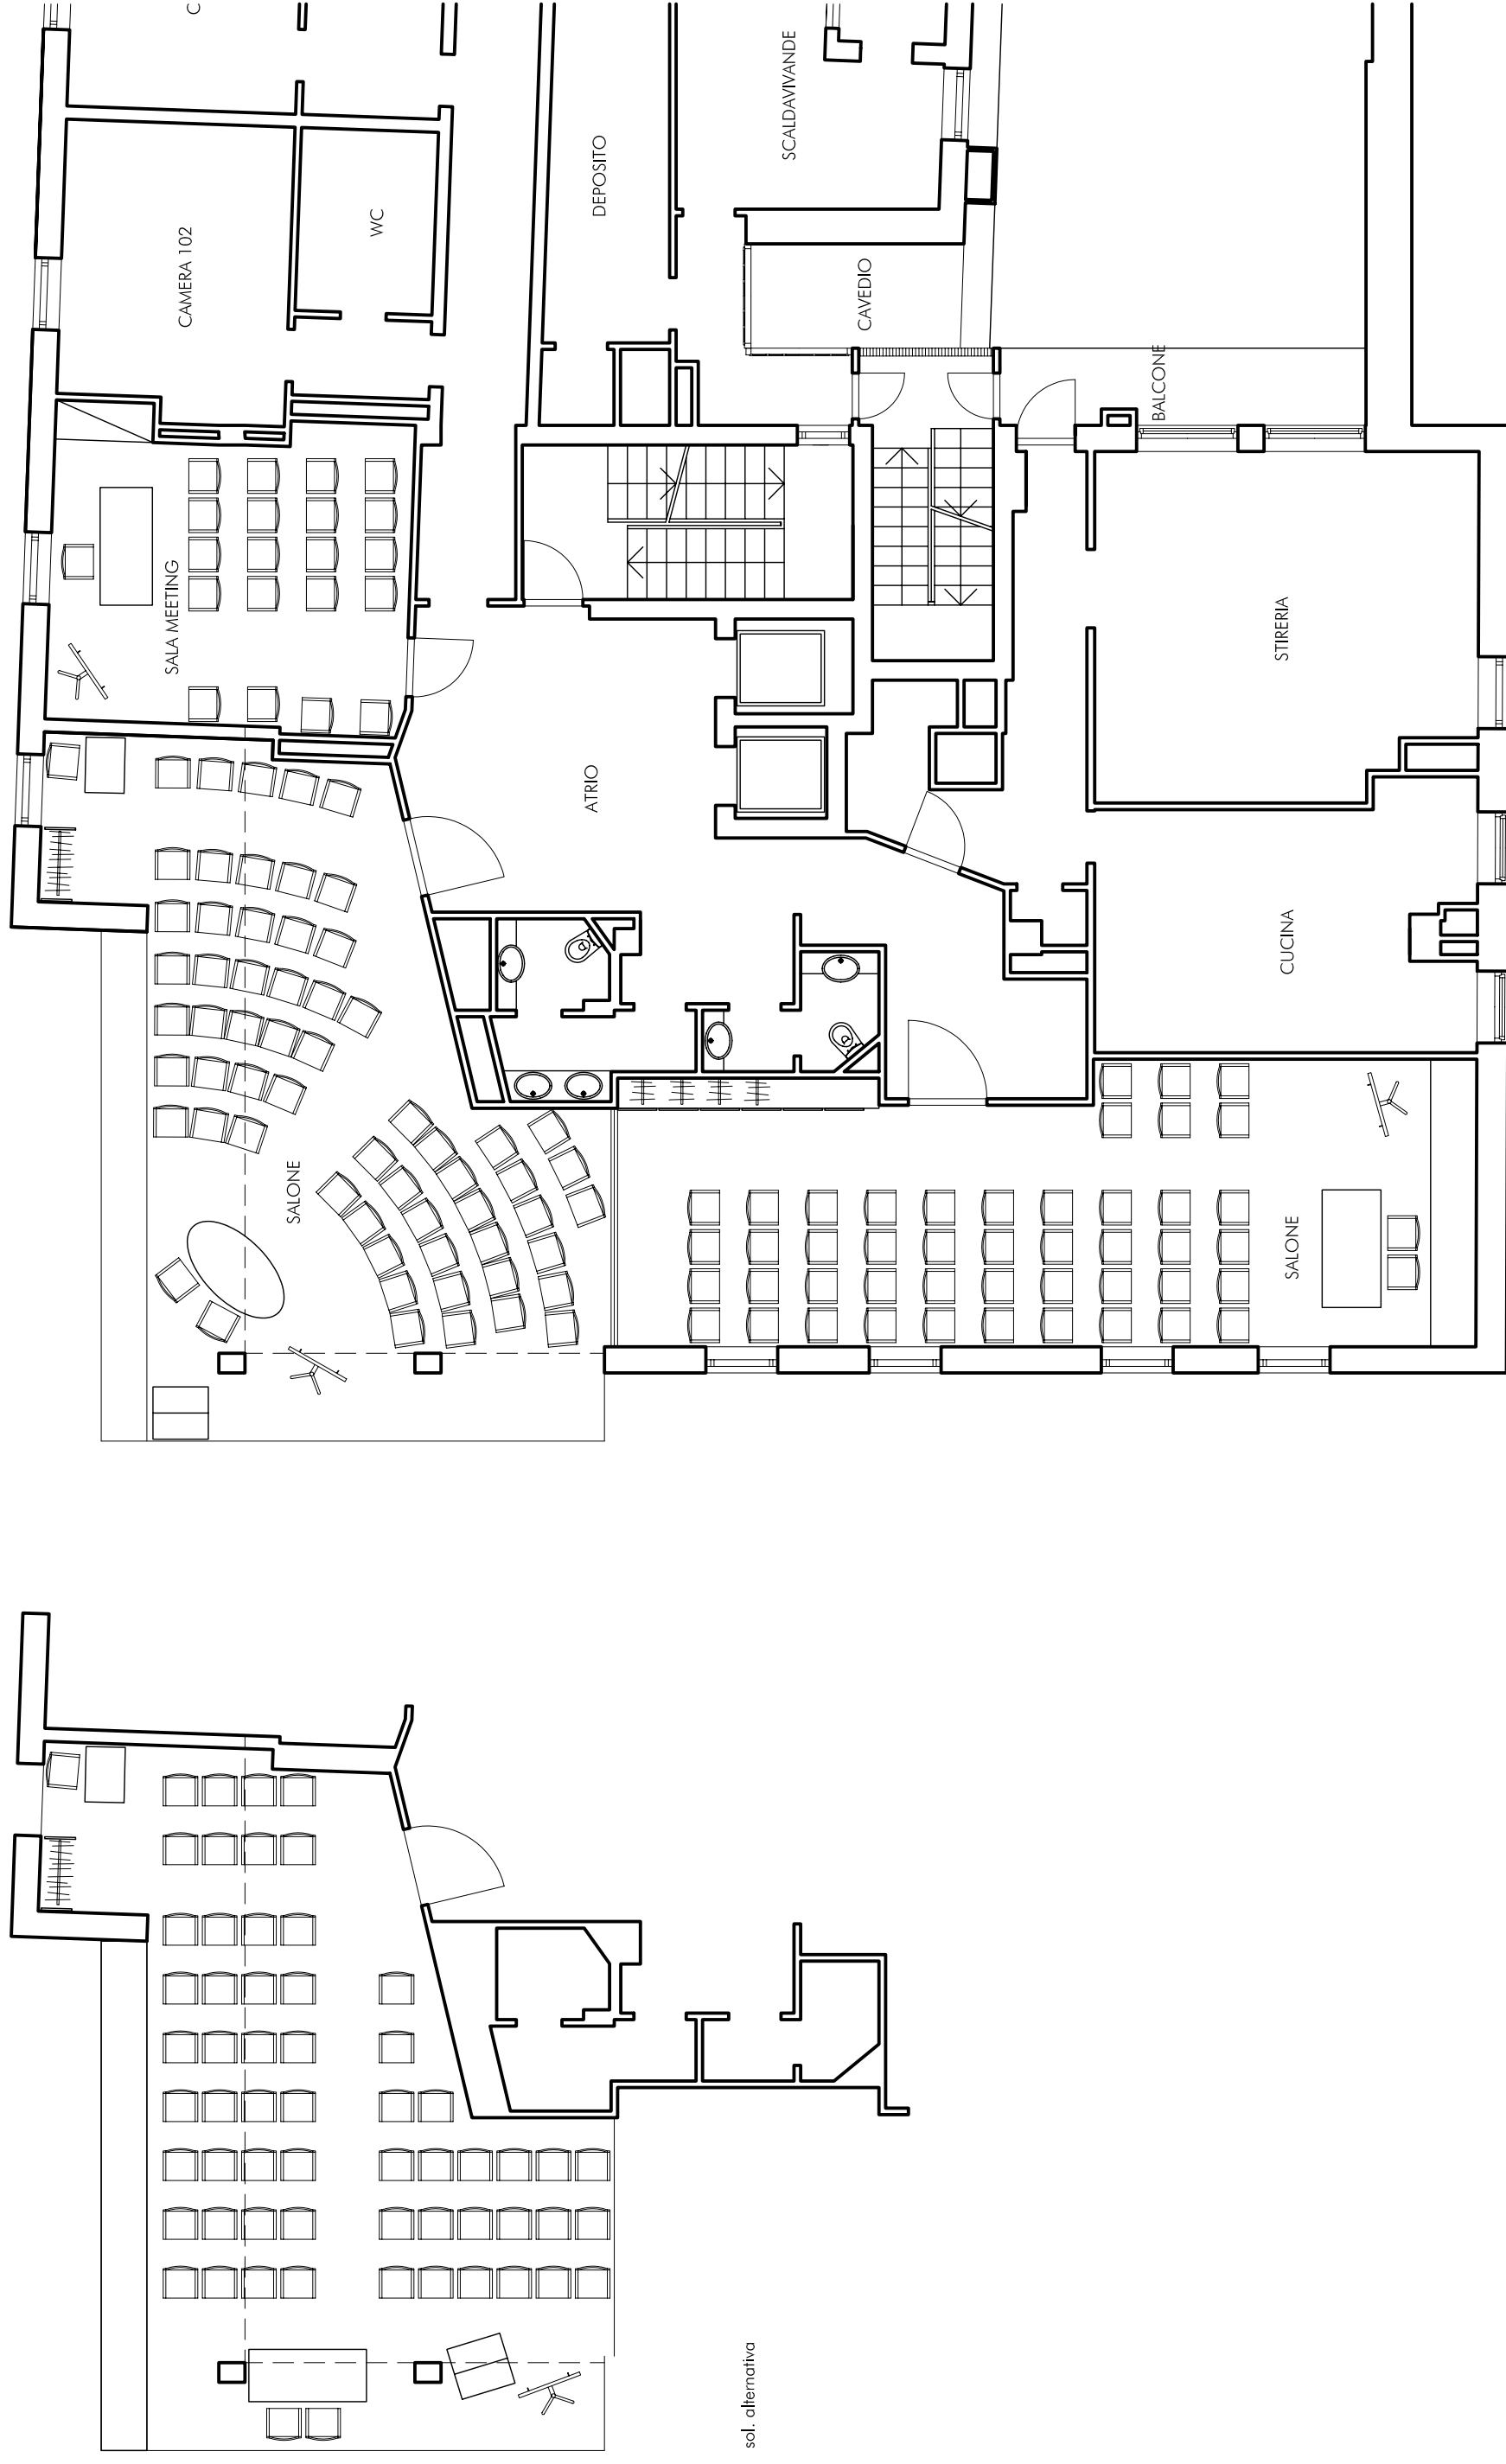 C
CAMERA 102
WC
DEPOSITO
SCALDAVIVANDE
CAVEDIO
BALCONE
SALA MEETING
ATRIO
STIRERIA
CUCINA
SALONE
SALONE
sol. alternativa